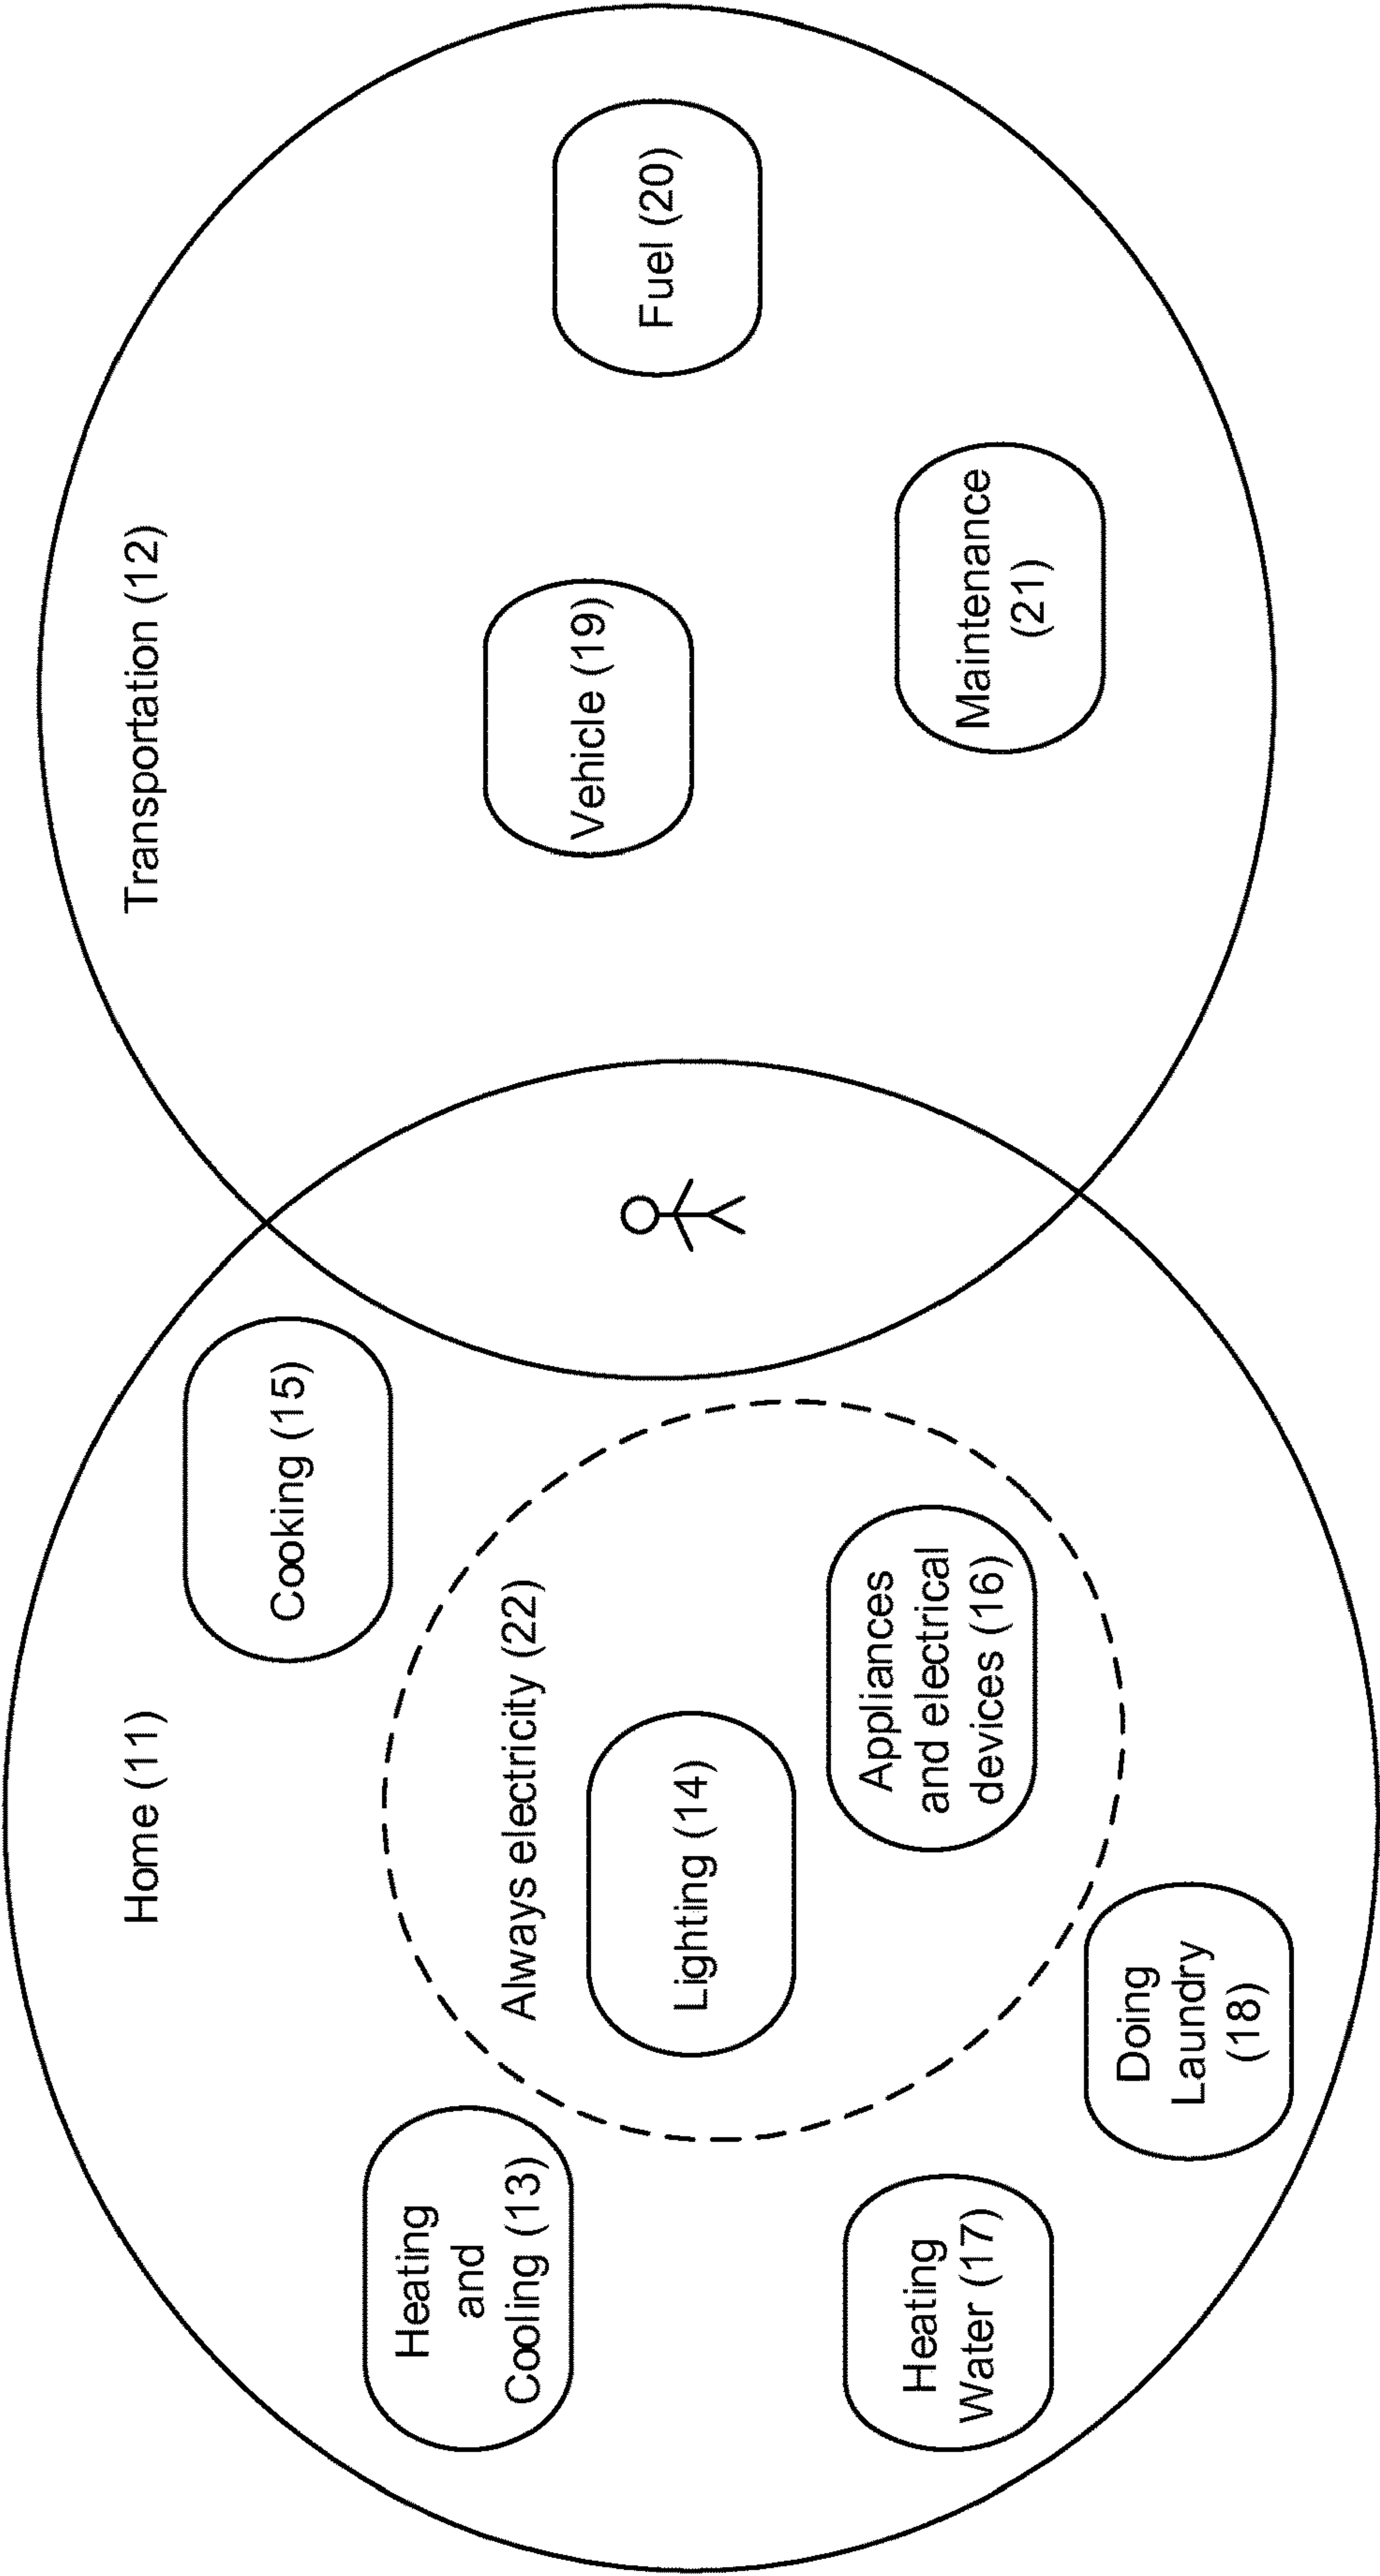 Home (11)
Transportation (12)
Cooking (15)
Heating
and
Cooling (13)
Always electricity (22)
Lighting (14)
Appliances
and electrical
devices (16)
Heating
Water (17)
Doing
Laundry
(18)
Vehicle (19)
Fuel (20)
Maintenance
(21)